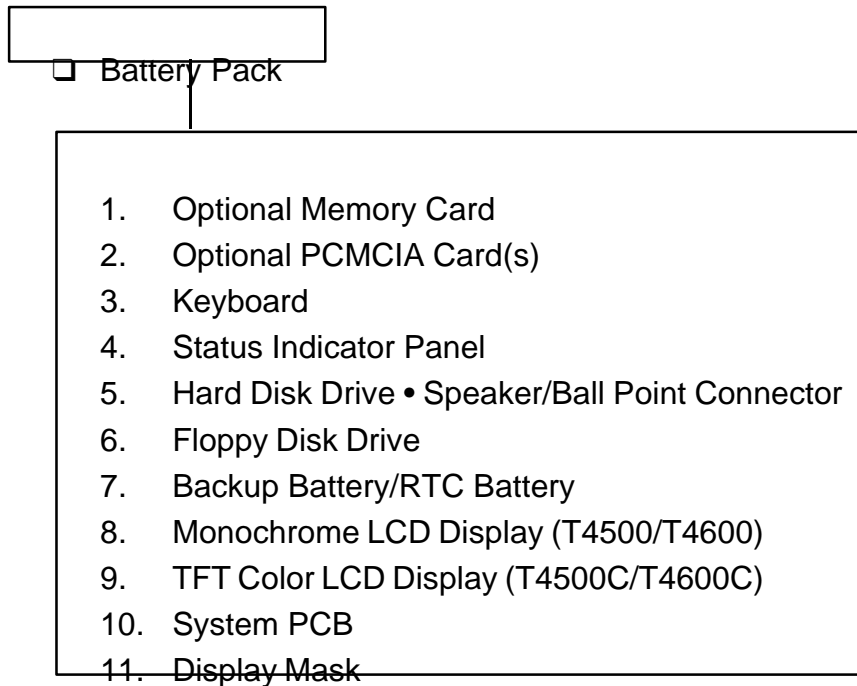 ❑ Battery Pack
1. Optional Memory Card
2. Optional PCMCIA Card(s)
3. Keyboard
4. Status Indicator Panel
5. Hard Disk Drive • Speaker/Ball Point Connector
6. Floppy Disk Drive
7. Backup Battery/RTC Battery
8. Monochrome LCD Display (T4500/T4600)
9. TFT Color LCD Display (T4500C/T4600C)
10. System PCB
11. Display Mask